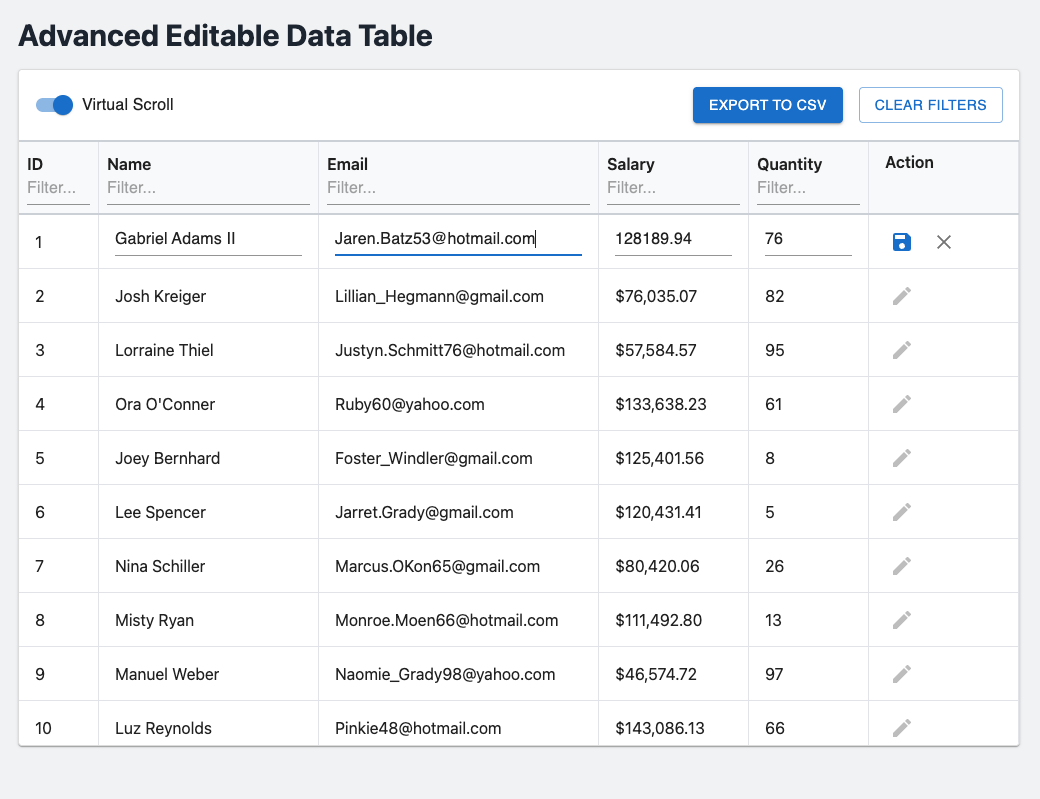 Advanced Editable Data Table
Virtual Scroll EXPORT TO CSV CLEAR FILTERS
ID Name Email Salary Quantity Action
Filter... Filter... Filter... Filter... Filter...
1 Gabriel Adams II Jaren.Batz53@hotmail.com 128189.94 76
2 Josh Kreiger Lillian_Hegmann@gmail.com $76,035.07 82
3 Lorraine Thiel Justyn.Schmitt76@hotmail.com $57,584.57 95
4 Ora O'Conner Ruby60@yahoo.com $133,638.23 61
5 Joey Bernhard Foster_Windler@gmail.com $125,401.56 8
6 Lee Spencer Jarret.Grady@gmail.com $120,431.41 5
7 Nina Schiller Marcus.OKon65@gmail.com $80,420.06 26
8 Misty Ryan Monroe.Moen66@hotmail.com $111,492.80 13
9 Manuel Weber Naomie_Grady98@yahoo.com $46,574.72 97
10 Luz Reynolds Pinkie48@hotmail.com $143,086.13 66